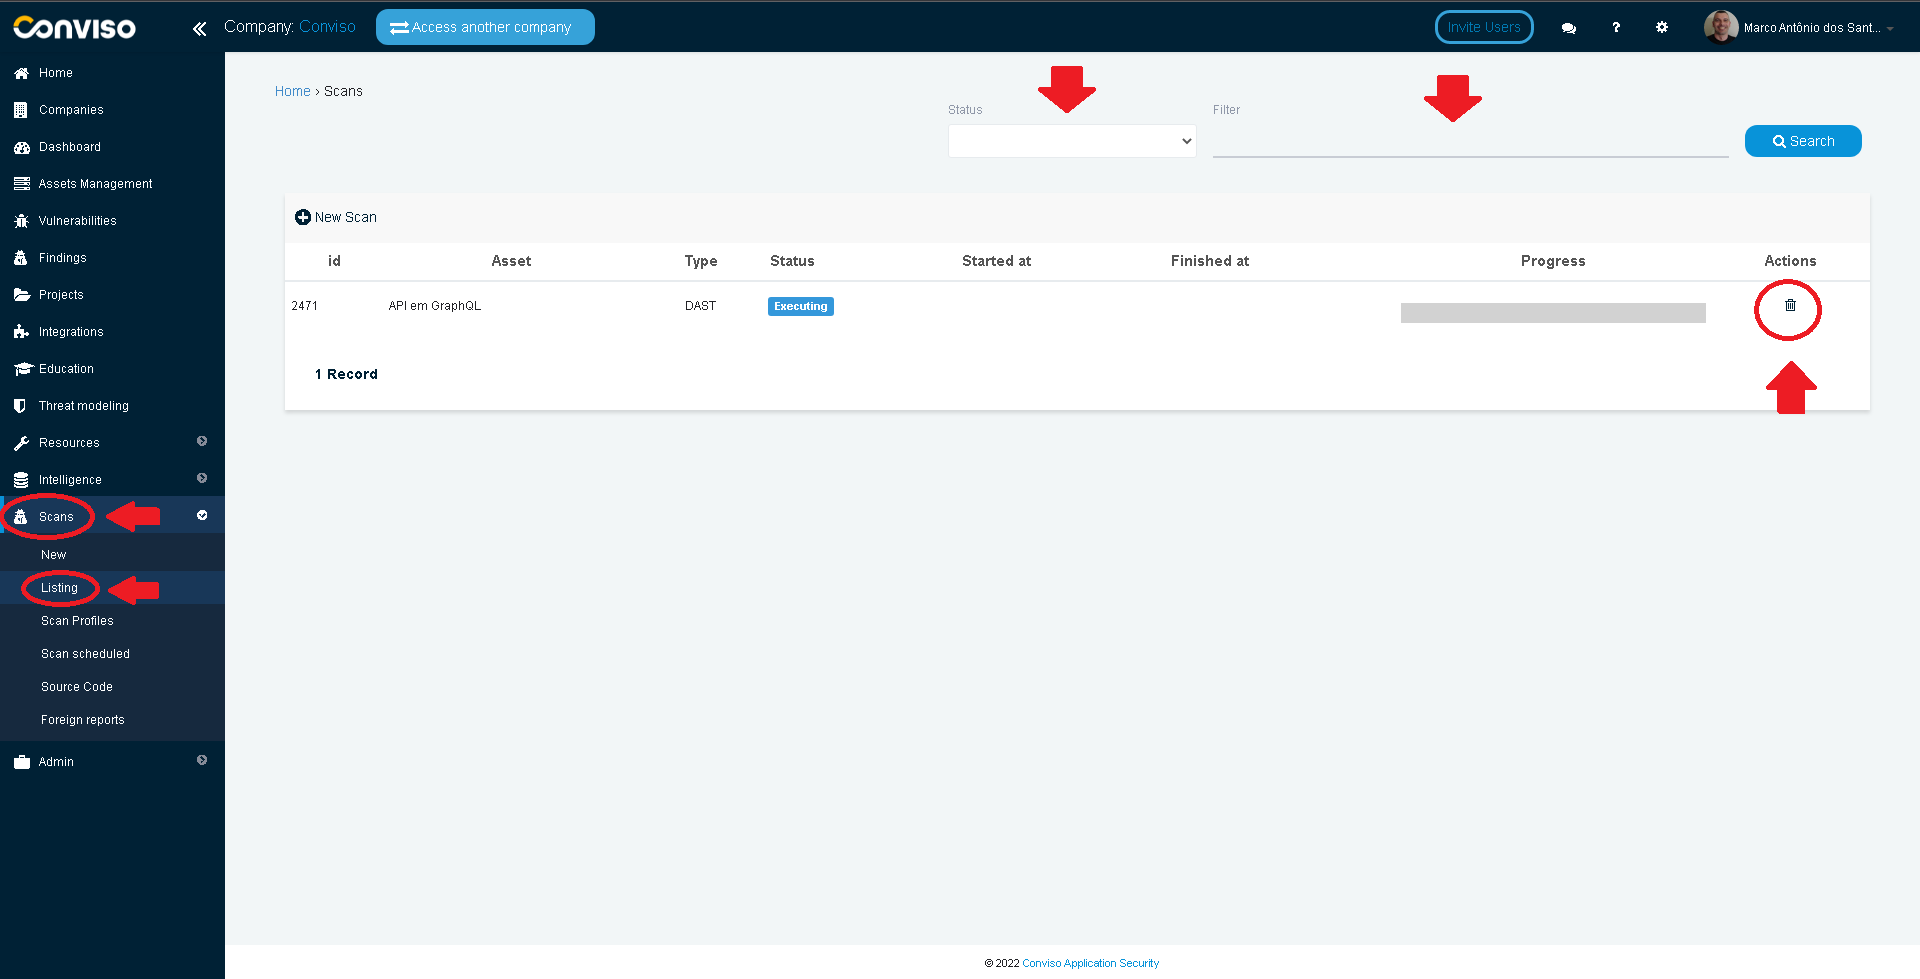 Conviso
Company: Conviso
Access another company
Invite Users
?
Marco Antônio dos Sant...
Home
Companies
Dashboard
Assets Management
Vulnerabilities
Findings
Projects
Integrations
Education
Threat modeling
Resources
Intelligence
Scans
New
Listing
Scan Profiles
Scan scheduled
Source Code
Foreign reports
Admin
Home › Scans
Status
Filter
Search
New Scan
id Asset Type Status Started at Finished at Progress Actions
2471 API em GraphQL DAST Executing
1 Record
© 2022 Conviso Application Security